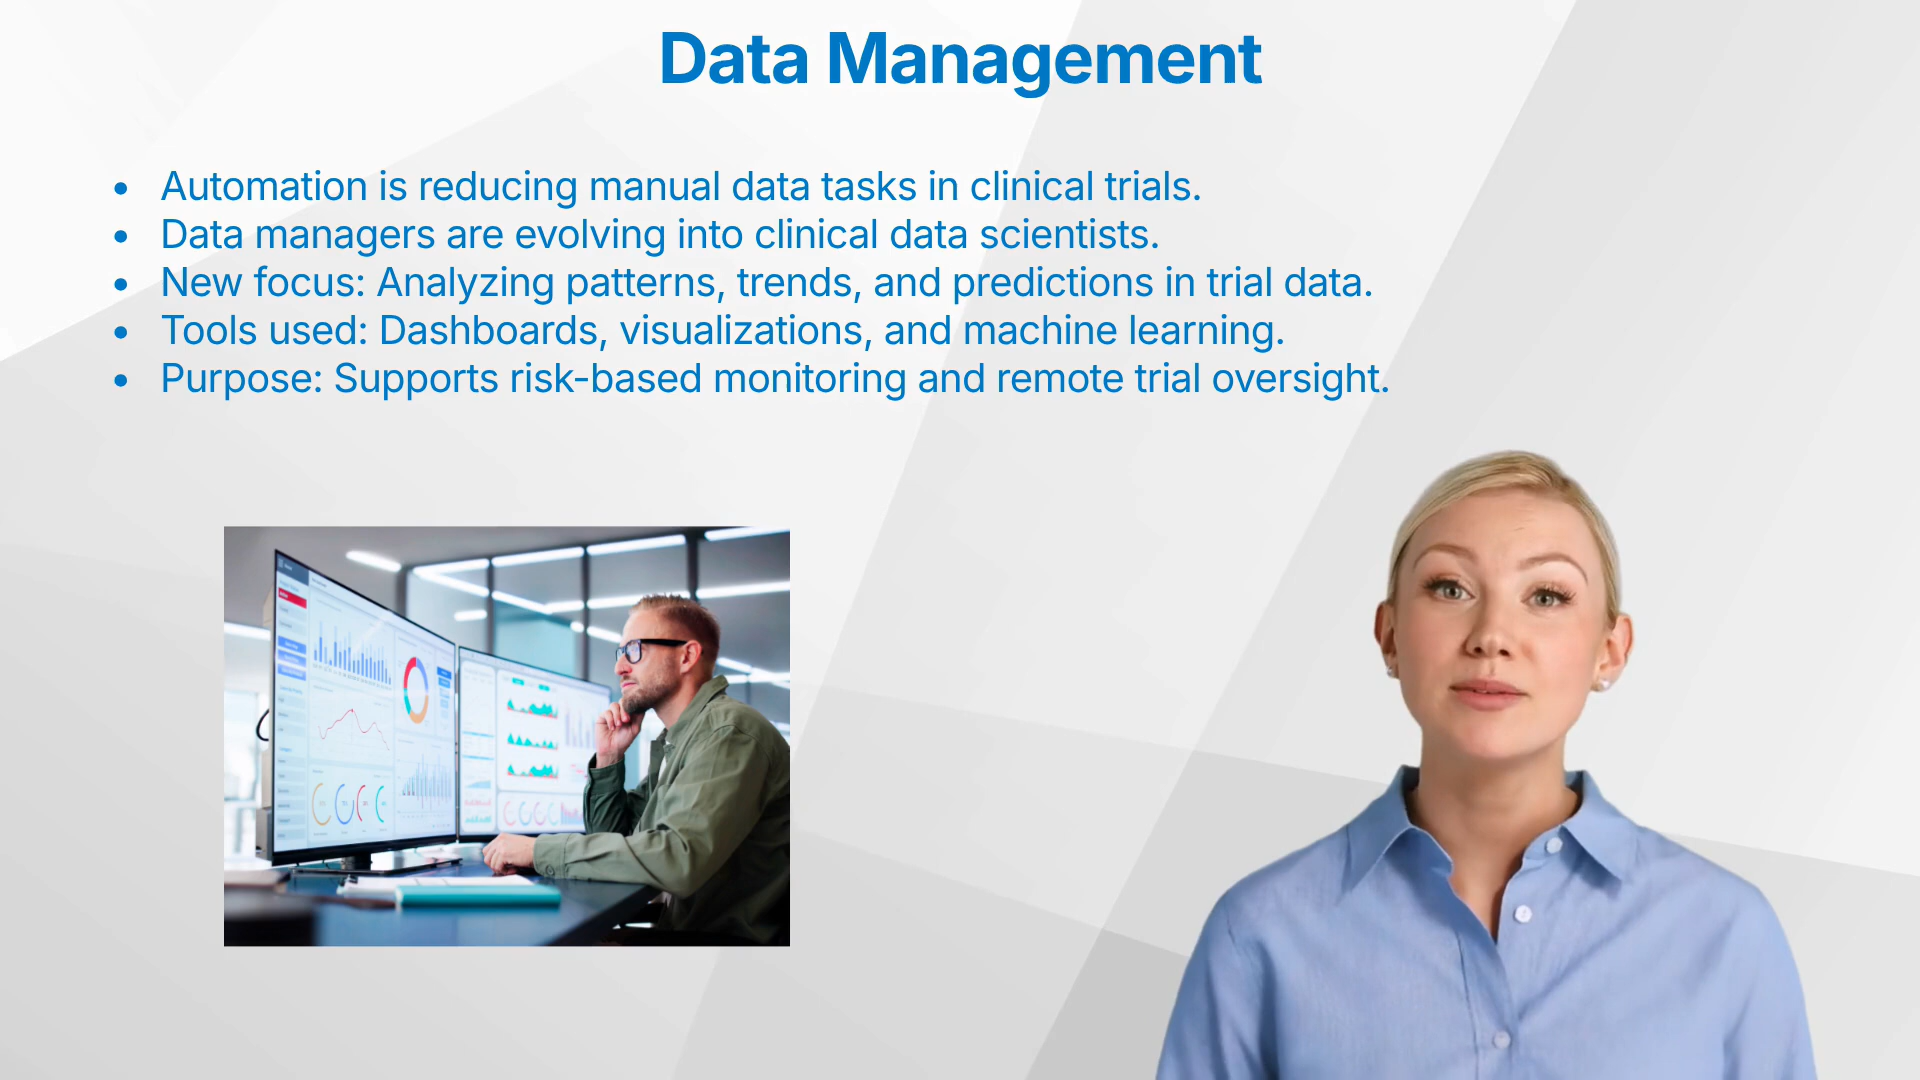 Data Management
• Automation is reducing manual data tasks in clinical trials.
• Data managers are evolving into clinical data scientists.
• New focus: Analyzing patterns, trends, and predictions in trial data.
• Tools used: Dashboards, visualizations, and machine learning.
• Purpose: Supports risk-based monitoring and remote trial oversight.